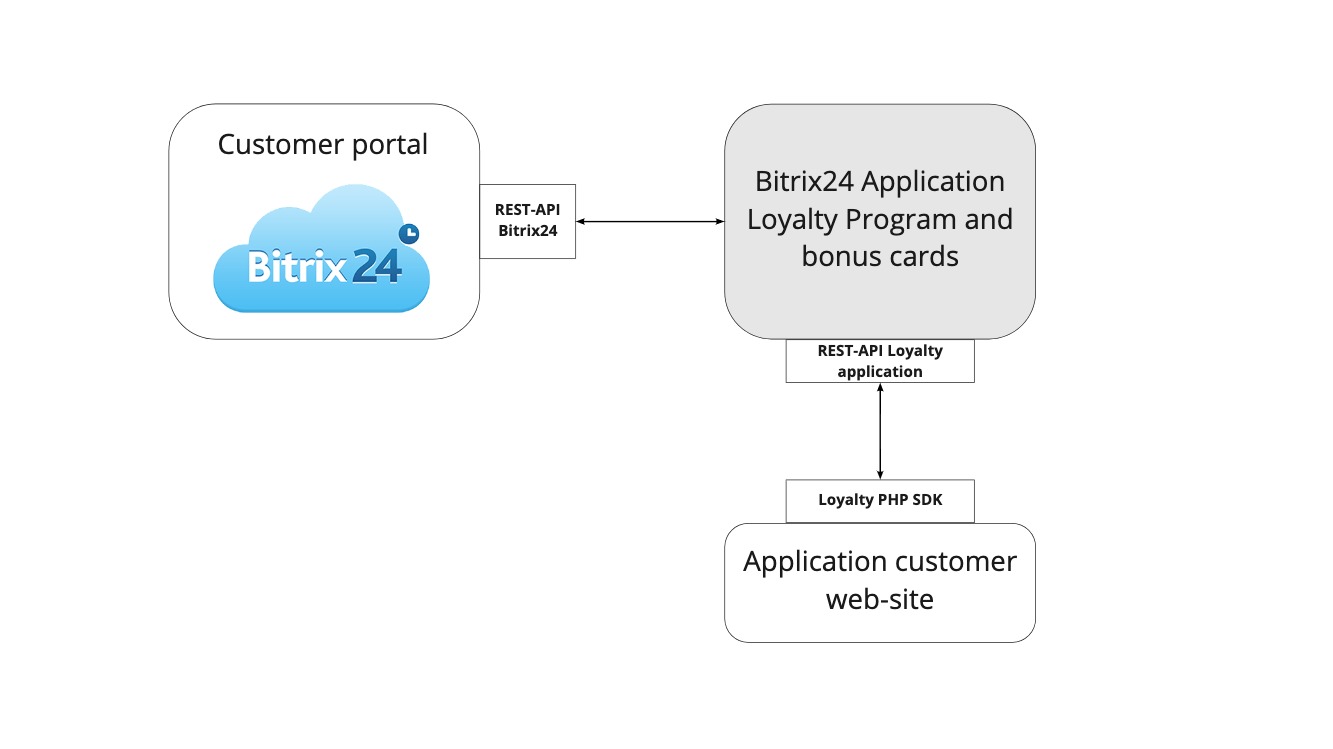 Customer portal
Bitrix24
REST-API
Bitrix24
Bitrix24 Application
Loyalty Program and
bonus cards
REST-API Loyalty
application
Loyalty PHP SDK
Application customer
web-site